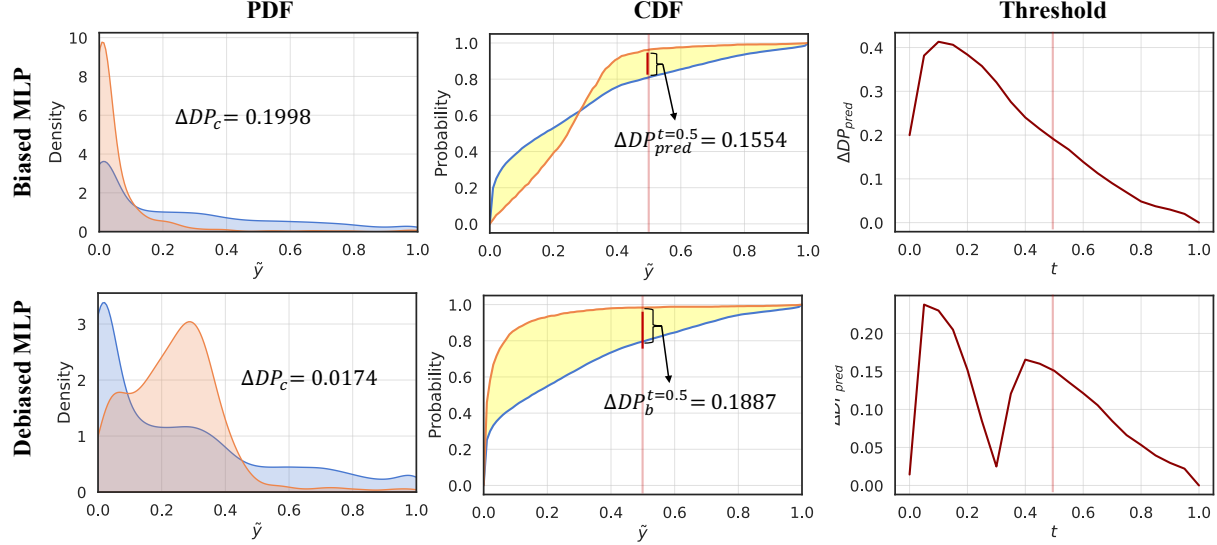 PDF
CDF
Threshold
Biased MLP
Density
10
8
6
4
2
0
ΔDP_c = 0.1998
0.0 0.2 0.4 0.6 0.8 1.0
ỹ
Probability
1.0
0.8
0.6
0.4
0.2
0.0
ΔDP_pred^t=0.5 = 0.1554
0.0 0.2 0.4 0.6 0.8 1.0
ỹ
ΔDP_pred
0.4
0.3
0.2
0.1
0.0
0.0 0.2 0.4 0.6 0.8 1.0
t
Debiased MLP
Density
3
2
1
0
ΔDP_c = 0.0174
0.0 0.2 0.4 0.6 0.8 1.0
ỹ
Probability
1.0
0.8
0.6
0.4
0.2
0.0
ΔDP_b^t=0.5 = 0.1887
0.0 0.2 0.4 0.6 0.8 1.0
ỹ
ΔDP_pred
0.20
0.15
0.10
0.05
0.00
0.0 0.2 0.4 0.6 0.8 1.0
t